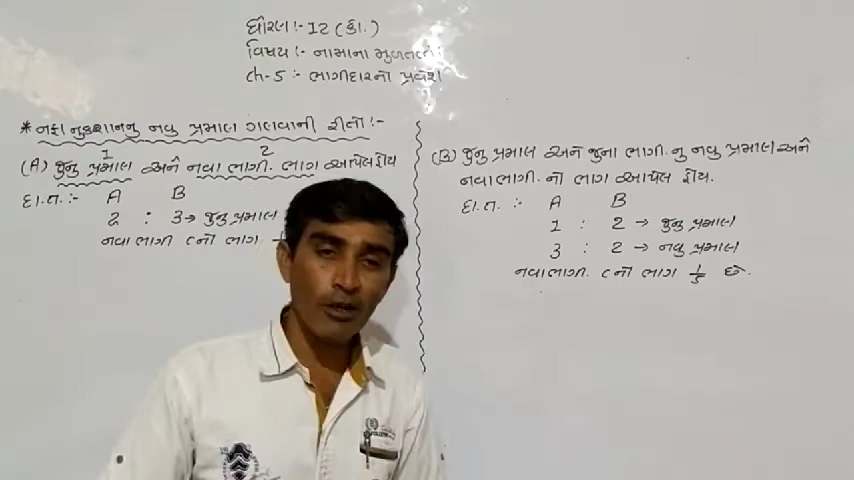 ધોરણ :- 12 (કો.)
વિષય :- નામાના મૂળતત્વો
ch-5 :- ભાગીદારનો પ્રવેશ
* નફા નુકશાનનુ નવુ પ્રમાણ ગણવાની રીતો :-
1 2
(A) જુનુ પ્રમાણ અને નવા ભાગી. ભાગ આપેલ હોય
દા.ત. :- A B
2 : 3 → જુનુ પ્રમાણ
નવા ભાગી C નો ભાગ
(B) જુનુ પ્રમાણ અને જુના ભાગી. નુ નવુ પ્રમાણ અને
નવા ભાગી. નો ભાગ આપેલ હોય.
દા.ત. :- A B
1 : 2 → જુનુ પ્રમાણ
3 : 2 → નવુ પ્રમાણ
નવા ભાગી. C નો ભાગ 1/5 છે.